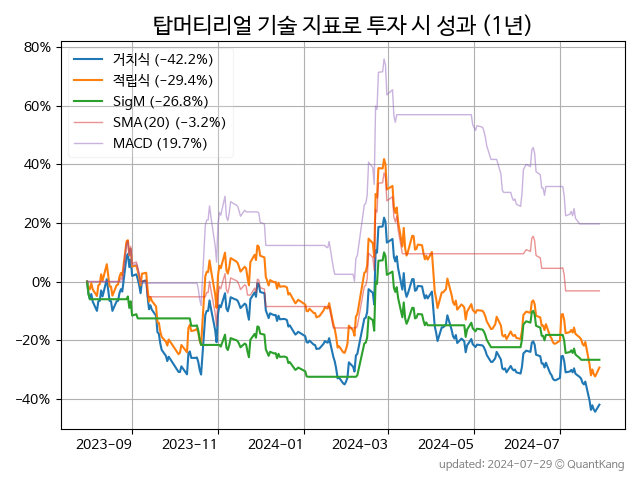 탑머티리얼 기술 지표로 투자 시 성과 (1년)
80%
60%
40%
20%
0%
−20%
−40%
거치식 (−42.2%)
적립식 (−29.4%)
SigM (−26.8%)
SMA(20) (−3.2%)
MACD (19.7%)
2023-09
2023-11
2024-01
2024-03
2024-05
2024-07
updated: 2024-07-29 © QuantKang